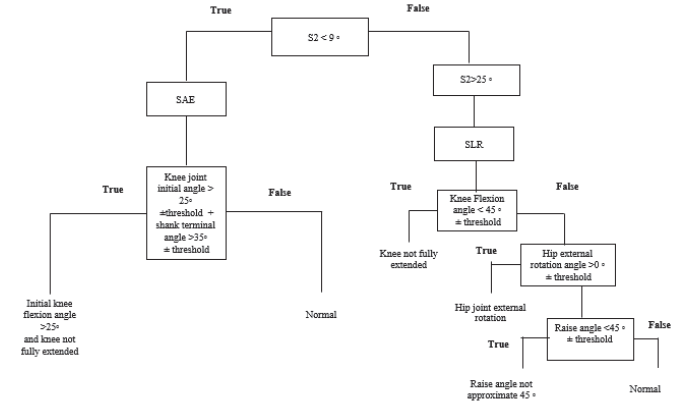 True
False
S2 < 9 °
S2>25 °
SAE
SLR
Knee joint
initial angle >
25°
±threshold +
shank terminal
angle >35°
± threshold
True
False
True
False
Knee Flexion
angle < 45 °
± threshold
Knee not fully
extended
True
Hip external
rotation angle >0 °
± threshold
Initial knee
flexion angle
>25°
and knee not
fully extended
Normal
Hip joint external
rotation
Raise angle <45 °
± threshold
False
True
Raise angle not
approximate 45 °
Normal